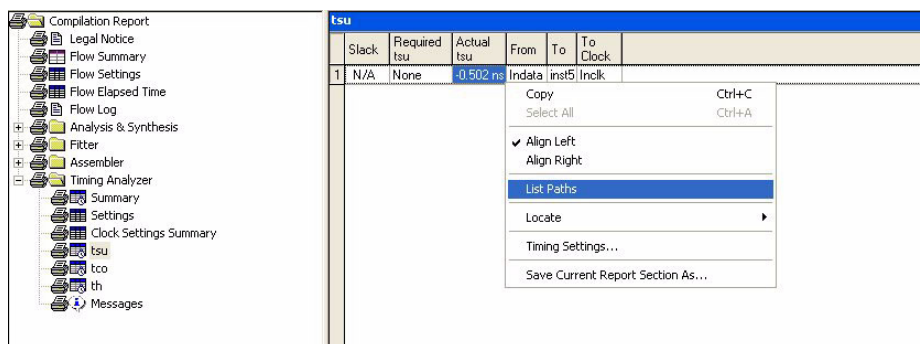 Compilation Report
Legal Notice
Flow Summary
Flow Settings
Flow Elapsed Time
Flow Log
Analysis & Synthesis
Fitter
Assembler
Timing Analyzer
Summary
Settings
Clock Settings Summary
tsu
tco
th
Messages
tsu
Slack Required tsu Actual tsu From To To Clock
1 N/A None -0.502 ns Indata inst5 Inclk
Copy Ctrl+C
Select All Ctrl+A
Align Left
Align Right
List Paths
Locate
Timing Settings...
Save Current Report Section As...